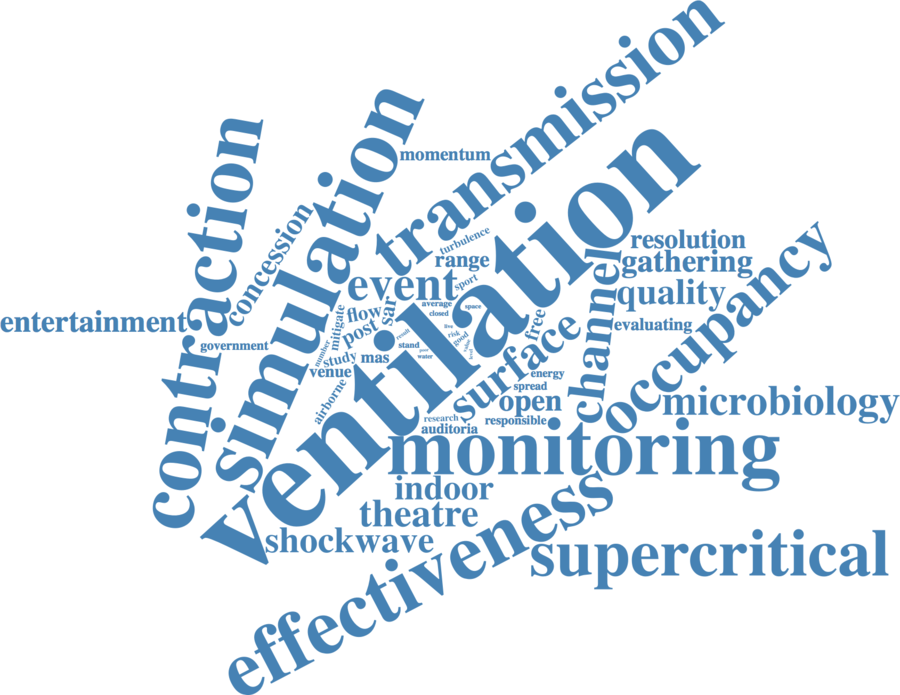 transmission
contraction
simulation
momentum
ventilation
concession
turbulence
range
resolution
gathering
occupancy
event
sport
channel
quality
average
space
closed
flow
sar
mitigate
post
entertainment
evaluating
free
live
risk
good
result
stand
government
number
study
mas
water
value
level
venue
surface
energy
spread
airborne
open
microbiology
research
responsible
auditoria
monitoring
indoor
effectiveness
theatre
shockwave
supercritical